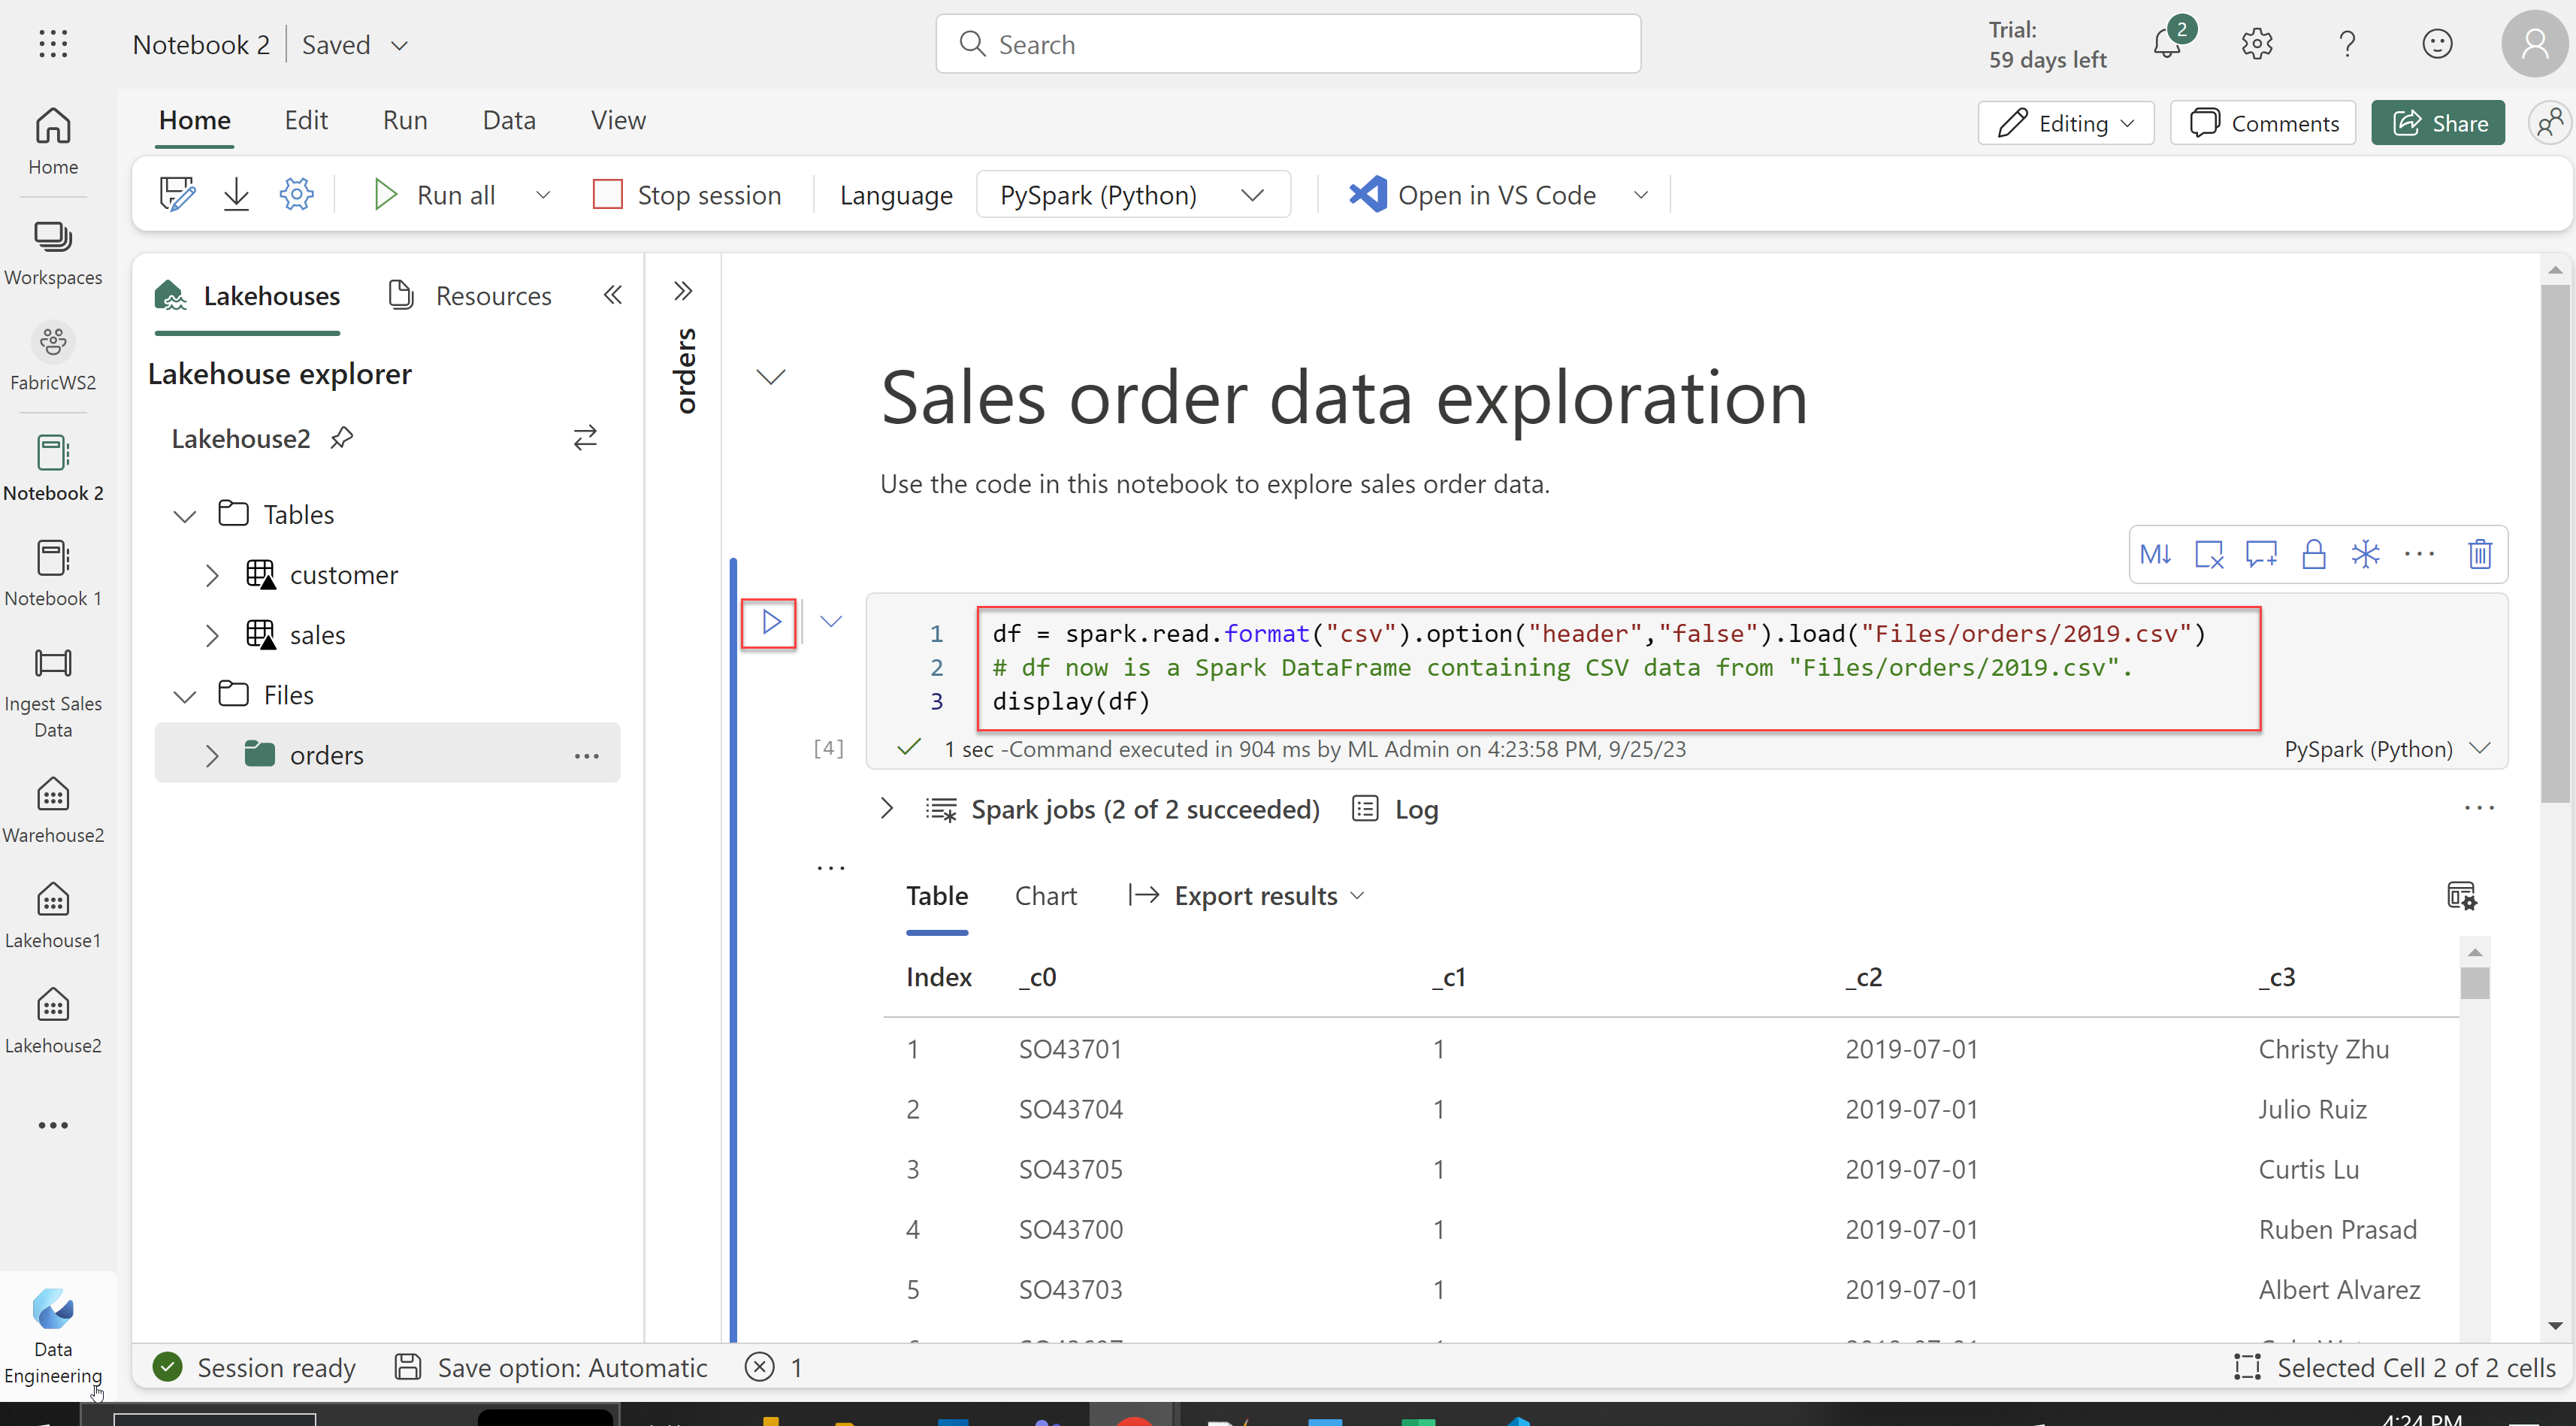 Notebook 2 | Saved
Search
Trial:
59 days left
2
Home Edit Run Data View
Editing Comments Share
Run all Stop session Language PySpark (Python) Open in VS Code
Home
Workspaces
FabricWS2
Notebook 2
Notebook 1
Ingest Sales
Data
Warehouse2
Lakehouse1
Lakehouse2
Data
Engineering
Lakehouses Resources
Lakehouse explorer
Lakehouse2
Tables
customer
sales
Files
orders
orders
Sales order data exploration
Use the code in this notebook to explore sales order data.
M↓
1 df = spark.read.format("csv").option("header","false").load("Files/orders/2019.csv")
2 # df now is a Spark DataFrame containing CSV data from "Files/orders/2019.csv".
3 display(df)
[4] 1 sec -Command executed in 904 ms by ML Admin on 4:23:58 PM, 9/25/23 PySpark (Python)
Spark jobs (2 of 2 succeeded) Log
Table Chart Export results
Index _c0 _c1 _c2 _c3
1 SO43701 1 2019-07-01 Christy Zhu
2 SO43704 1 2019-07-01 Julio Ruiz
3 SO43705 1 2019-07-01 Curtis Lu
4 SO43700 1 2019-07-01 Ruben Prasad
5 SO43703 1 2019-07-01 Albert Alvarez
Session ready Save option: Automatic 1 Selected Cell 2 of 2 cells
4:24 PM